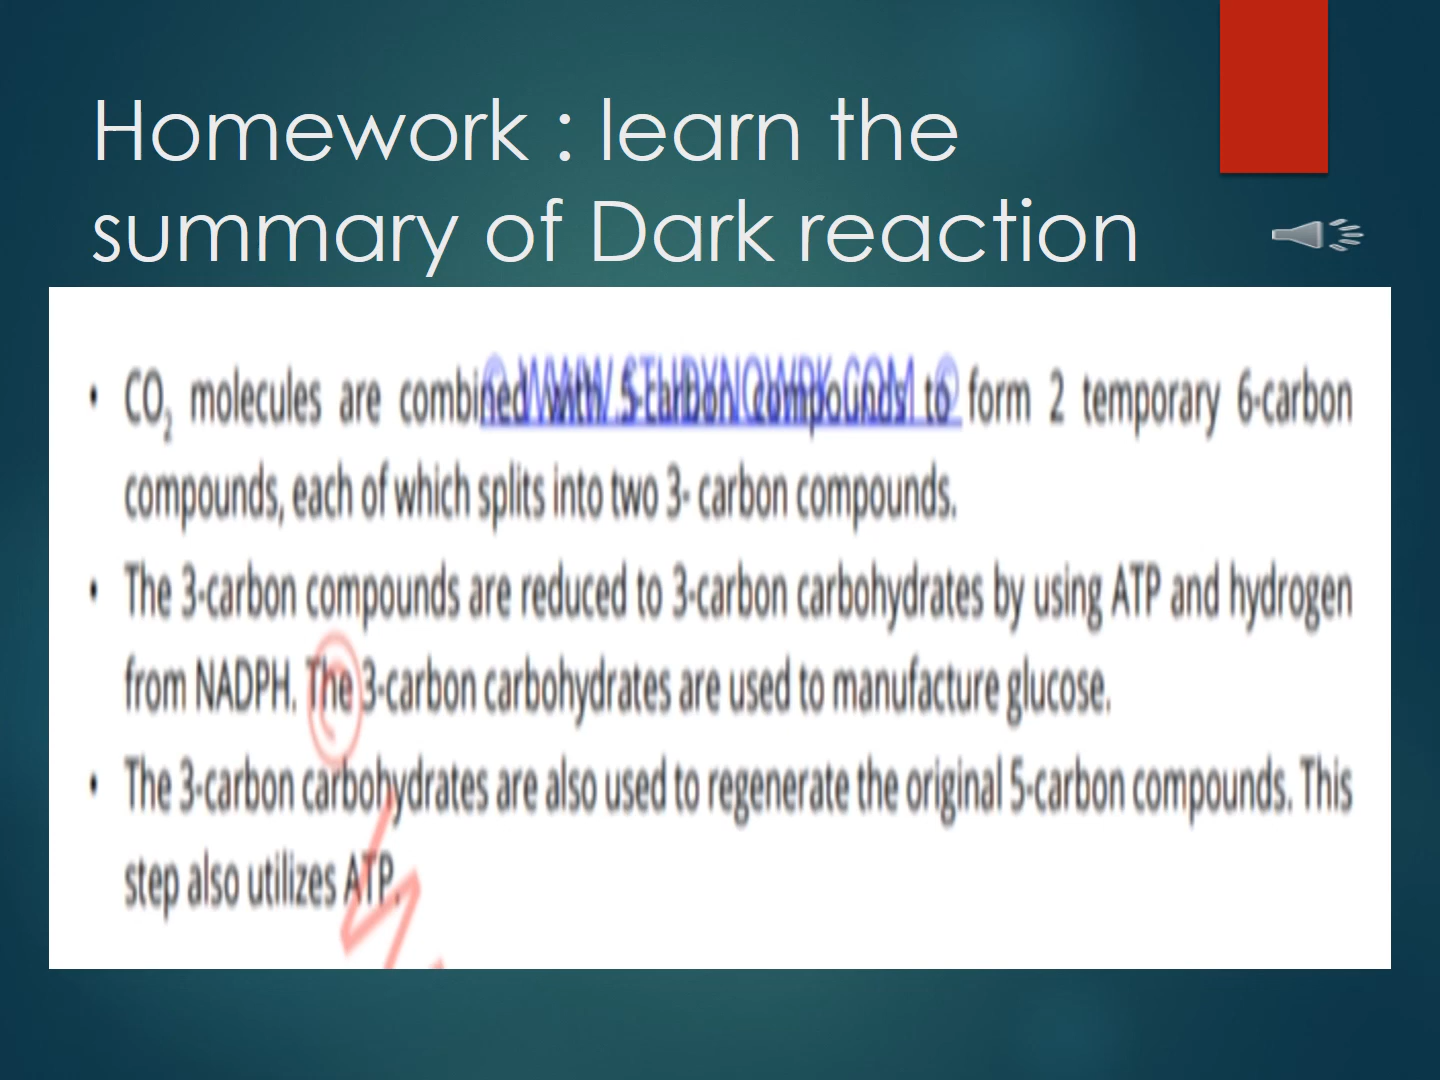 Homework : learn the
summary of Dark reaction
© WWW.STUDYNOWPK.COM ©
• CO₂ molecules are combined with 5-carbon compounds to form 2 temporary 6-carbon
compounds, each of which splits into two 3- carbon compounds.
• The 3-carbon compounds are reduced to 3-carbon carbohydrates by using ATP and hydrogen
from NADPH. The 3-carbon carbohydrates are used to manufacture glucose.
• The 3-carbon carbohydrates are also used to regenerate the original 5-carbon compounds. This
step also utilizes ATP.
©
W